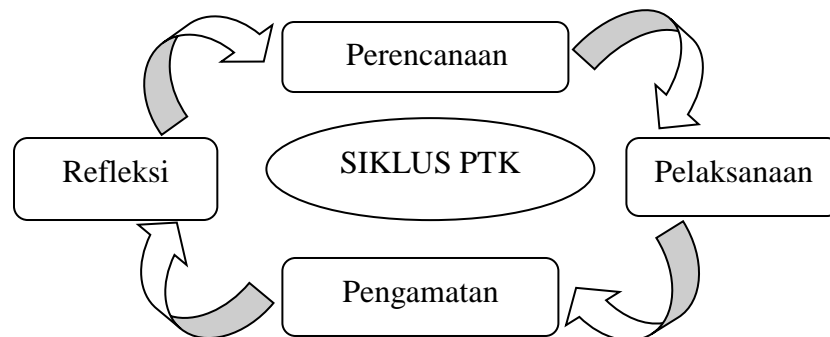 Perencanaan
Refleksi
SIKLUS PTK
Pelaksanaan
Pengamatan